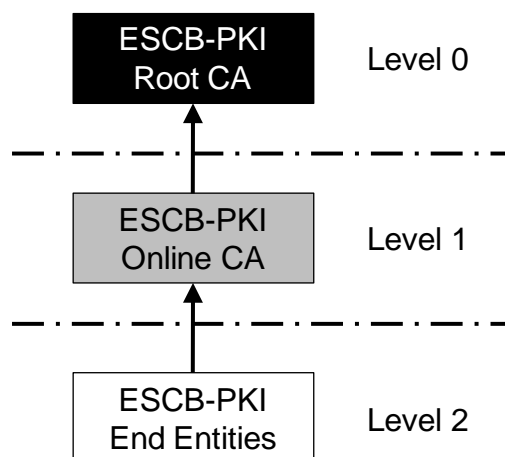 ESCB-PKI
Root CA
Level 0
ESCB-PKI
Online CA
Level 1
ESCB-PKI
End Entities
Level 2